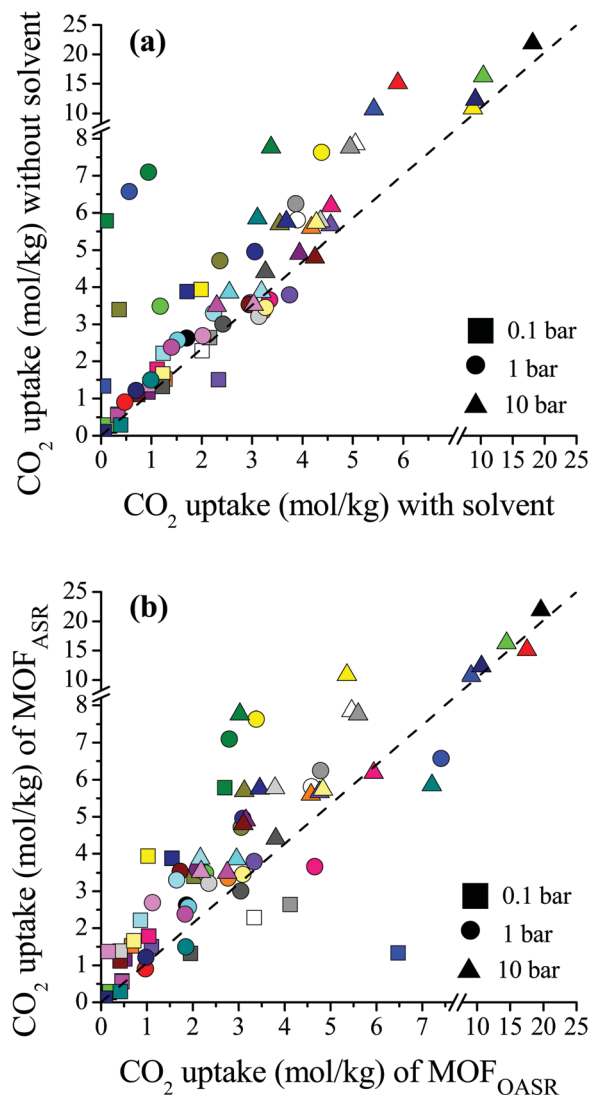 (a)
CO2 uptake (mol/kg) without solvent
25
20
15
10
8
7
6
5
4
3
2
1
0
0.1 bar
1 bar
10 bar
0 1 2 3 4 5 6 10 15 20 25
CO2 uptake (mol/kg) with solvent
(b)
CO2 uptake (mol/kg) of MOFASR
25
20
15
10
8
7
6
5
4
3
2
1
0
0.1 bar
1 bar
10 bar
0 1 2 3 4 5 6 7 10 15 20 25
CO2 uptake (mol/kg) of MOFOASR